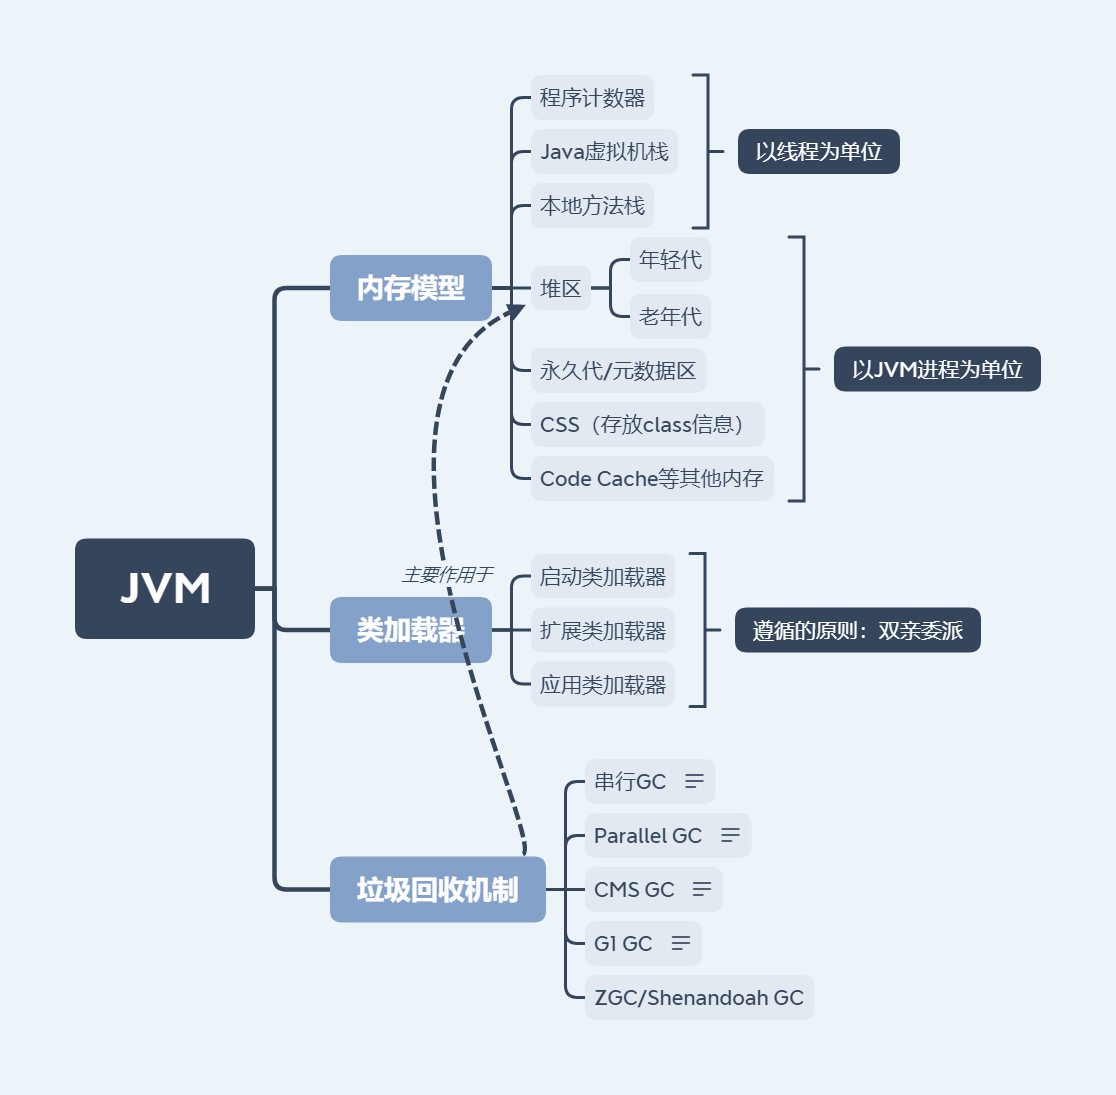 JVM
内存模型
程序计数器
Java虚拟机栈
本地方法栈
以线程为单位
堆区
年轻代
老年代
永久代/元数据区
CSS（存放class信息）
Code Cache等其他内存
以JVM进程为单位
主要作用于
类加载器
启动类加载器
扩展类加载器
应用类加载器
遵循的原则：双亲委派
垃圾回收机制
串行GC
Parallel GC
CMS GC
G1 GC
ZGC/Shenandoah GC